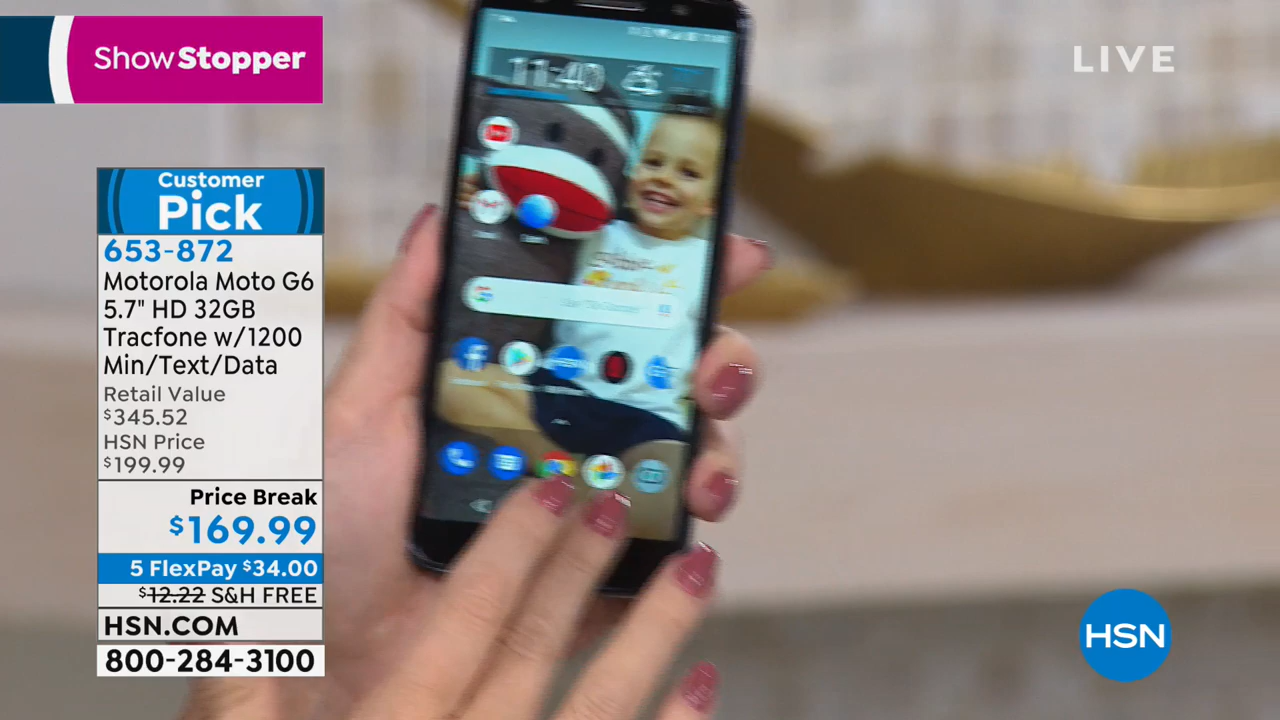 ShowStopper
LIVE
Customer
Pick
653-872
Motorola Moto G6
5.7" HD 32GB
Tracfone w/1200
Min/Text/Data
Retail Value
$345.52
HSN Price
$199.99
Price Break
$169.99
5 FlexPay $34.00
$12.22 S&H FREE
HSN.COM
800-284-3100
11:40
HSN